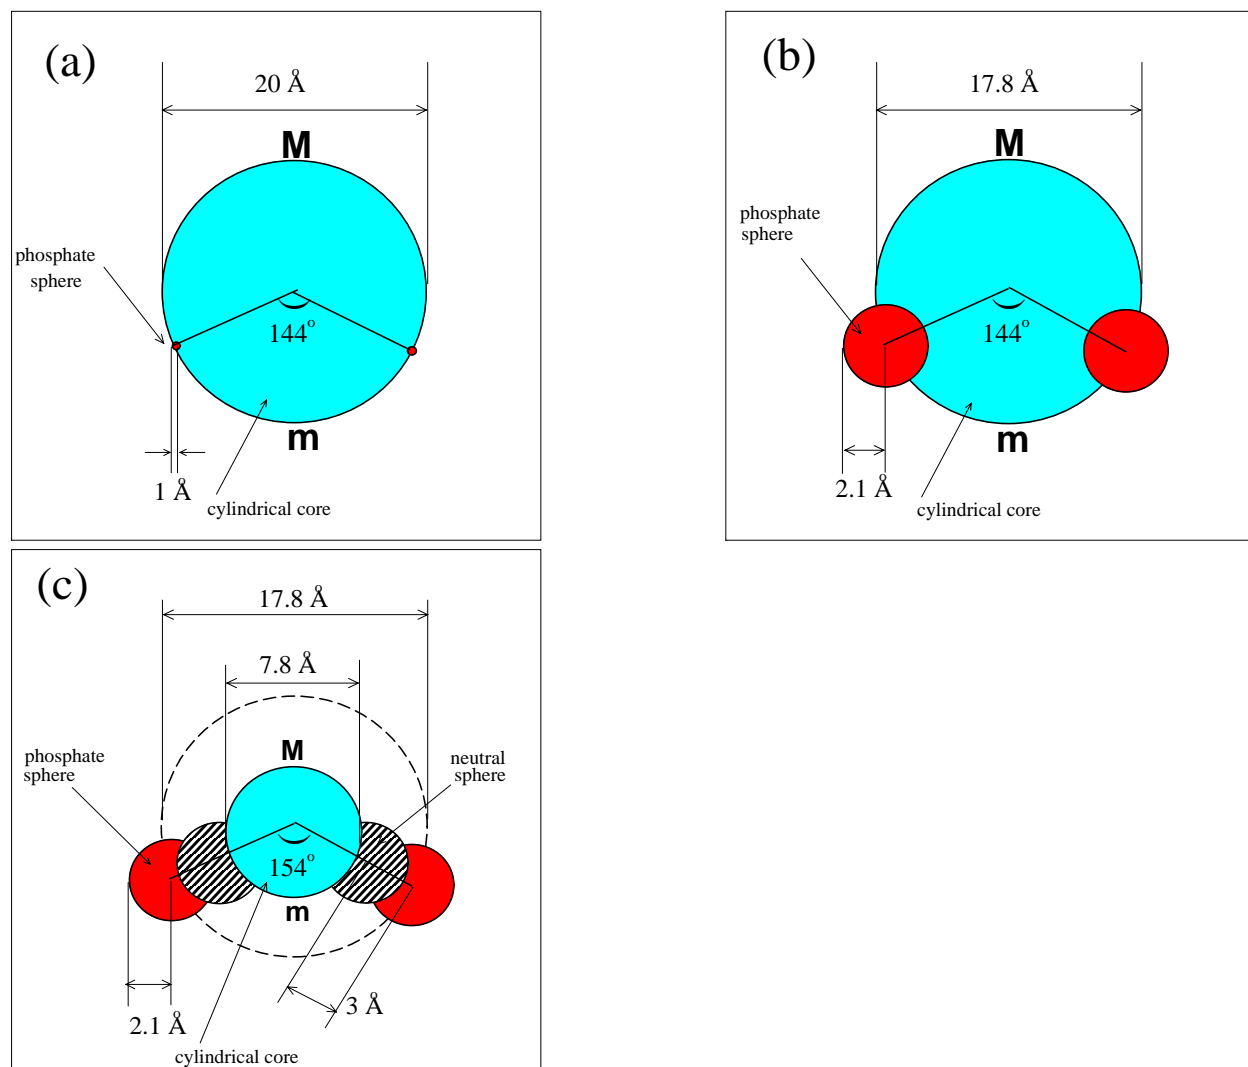 (a)
20 Å
M
phosphate
sphere
144°
m
1 Å
cylindrical core
(b)
17.8 Å
M
phosphate
sphere
144°
m
2.1 Å
cylindrical core
(c)
17.8 Å
7.8 Å
phosphate
sphere
M
neutral
sphere
154°
m
3 Å
2.1 Å
cylindrical core